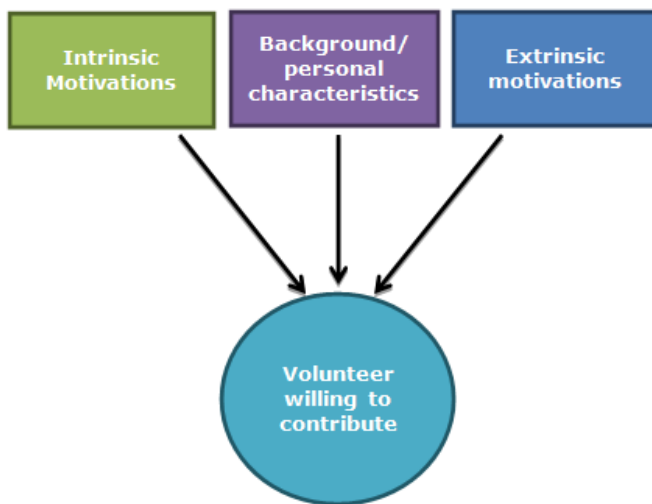 Intrinsic
Motivations
Background/
personal
characteristics
Extrinsic
motivations
Volunteer
willing to
contribute